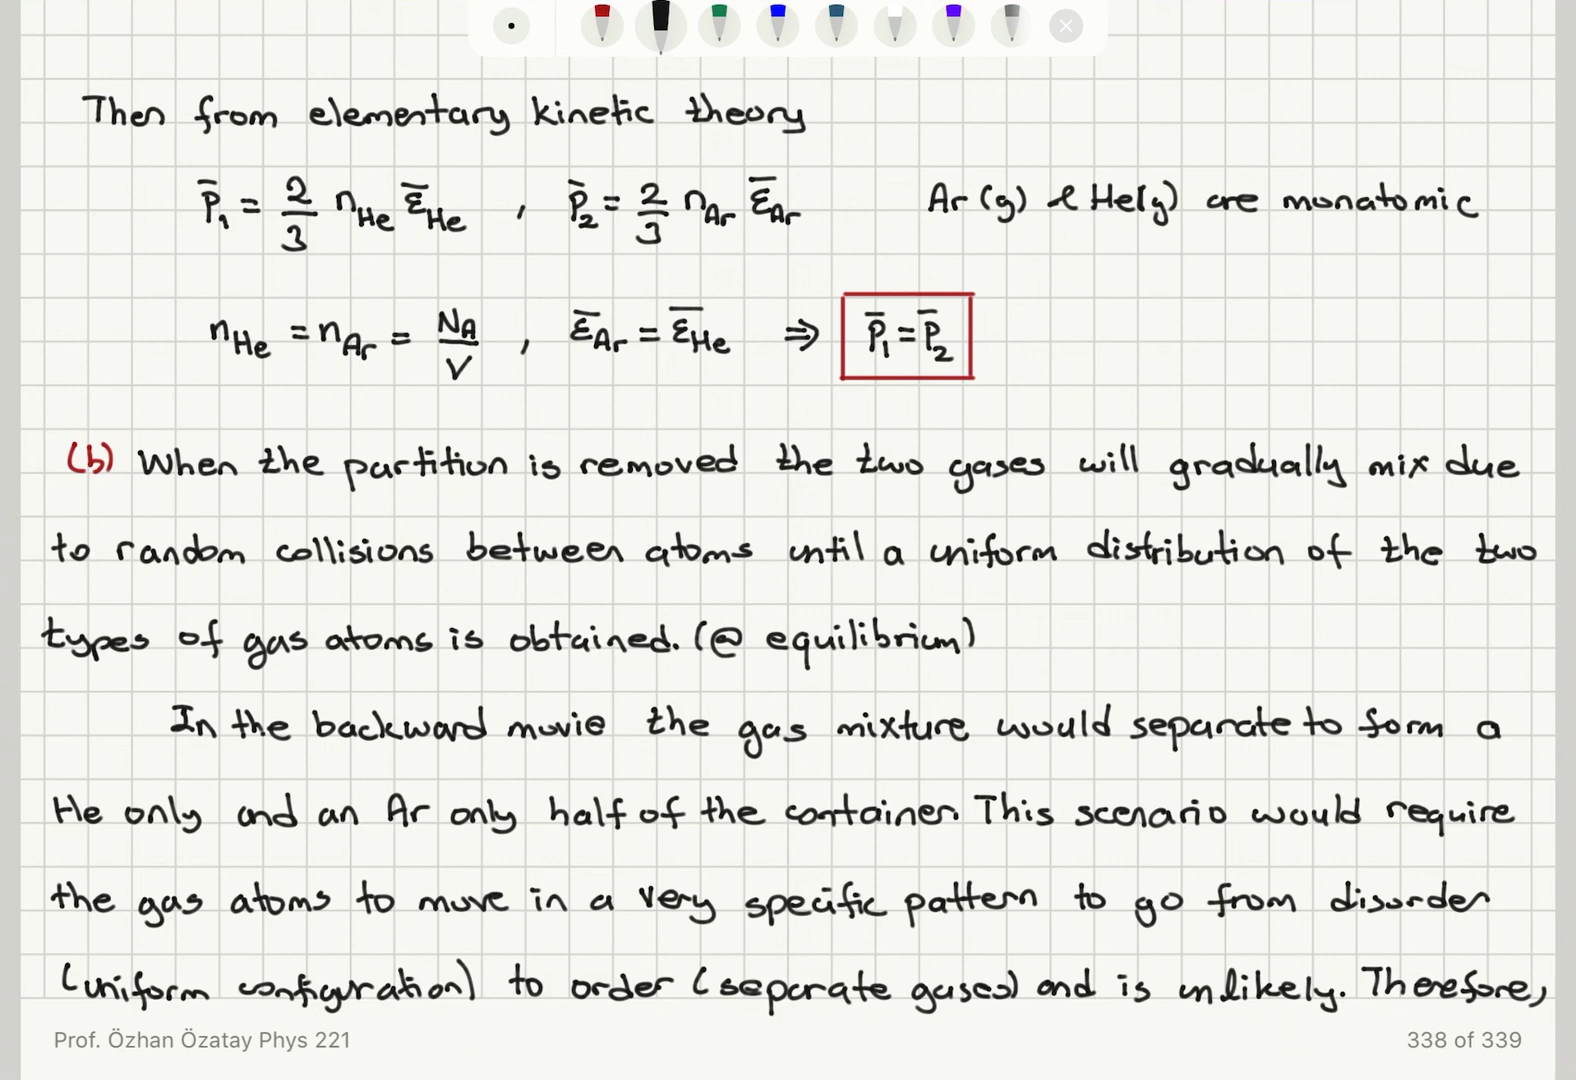 Then from elementary kinetic theory
P̄₁ = 2/3 n_He ε̄_He , P̄₂ = 2/3 n_Ar ε̄_Ar Ar(g) & He(g) are monatomic
n_He = n_Ar = N_A/V , ε̄_Ar = ε̄_He ⇒ P̄₁ = P̄₂
(b) When the partition is removed the two gases will gradually mix due
to random collisions between atoms until a uniform distribution of the two
types of gas atoms is obtained. (@ equilibrium)
In the backward movie the gas mixture would separate to form a
He only and an Ar only half of the container. This scenario would require
the gas atoms to move in a very specific pattern to go from disorder
(uniform configuration) to order (separate gases) and is unlikely. Therefore,
Prof. Özhan Özatay Phys 221
338 of 339